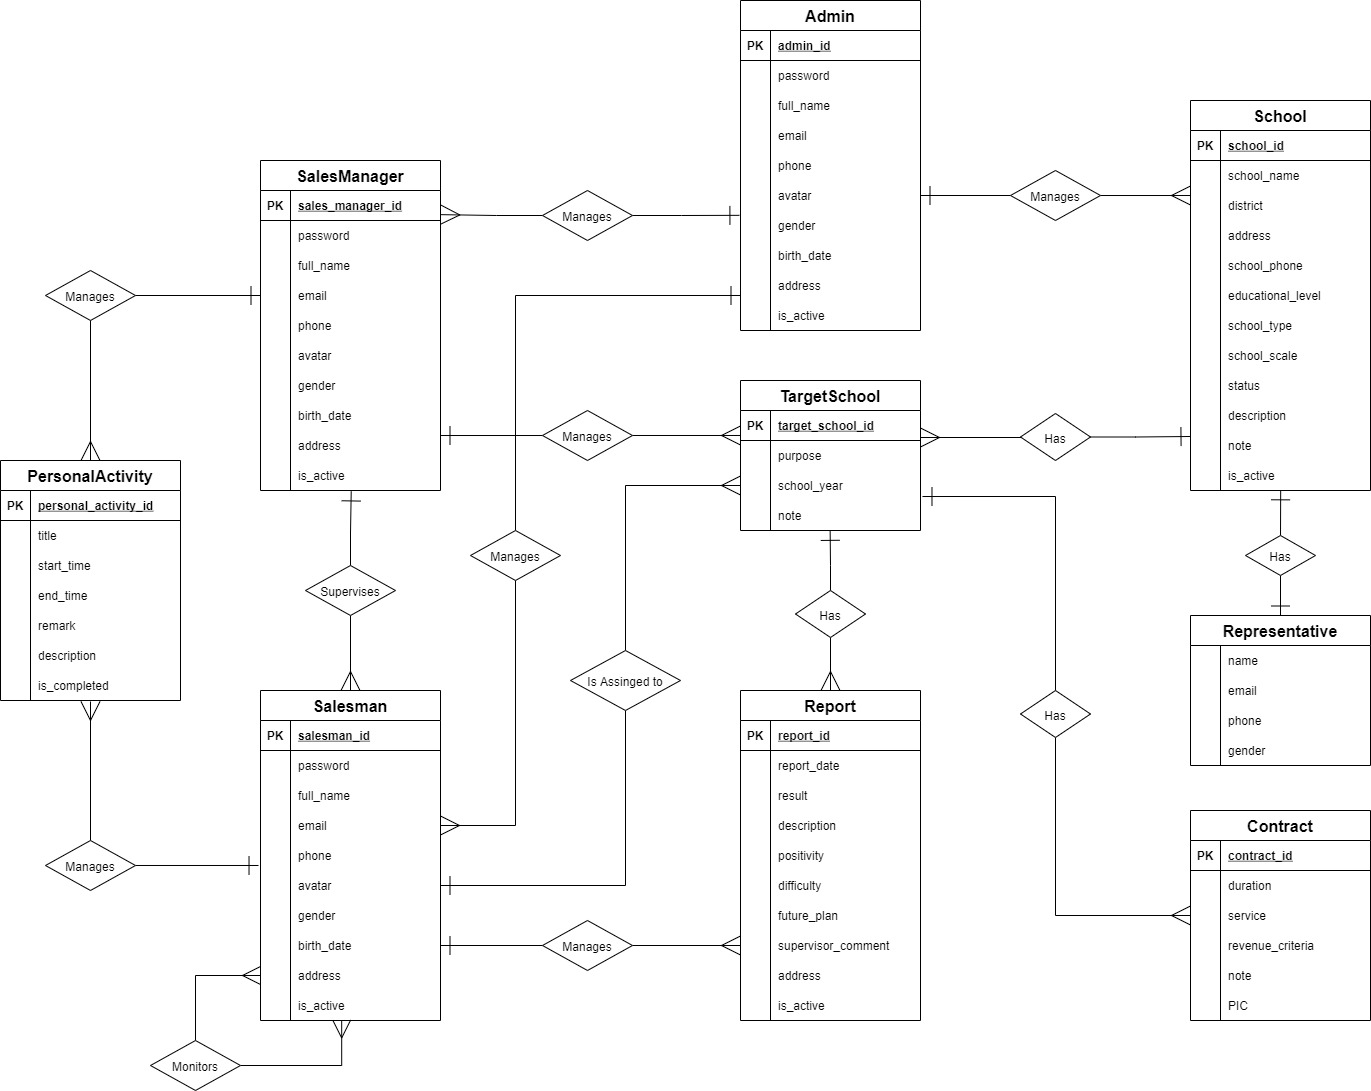 Admin
PK admin_id
password
full_name
email
phone
avatar
gender
birth_date
address
is_active
School
PK school_id
school_name
district
address
school_phone
educational_level
school_type
school_scale
status
description
note
is_active
SalesManager
PK sales_manager_id
password
full_name
email
phone
avatar
gender
birth_date
address
is_active
Manages
Manages
Manages
Manages
Has
TargetSchool
PK target_school_id
purpose
school_year
note
PersonalActivity
PK personal_activity_id
title
start_time
end_time
remark
description
is_completed
Supervises
Manages
Has
Has
Is Assinged to
Has
Representative
name
email
phone
gender
Salesman
PK salesman_id
password
full_name
email
phone
avatar
gender
birth_date
address
is_active
Report
PK report_id
report_date
result
description
positivity
difficulty
future_plan
supervisor_comment
address
is_active
Contract
PK contract_id
duration
service
revenue_criteria
note
PIC
Manages
Manages
Monitors